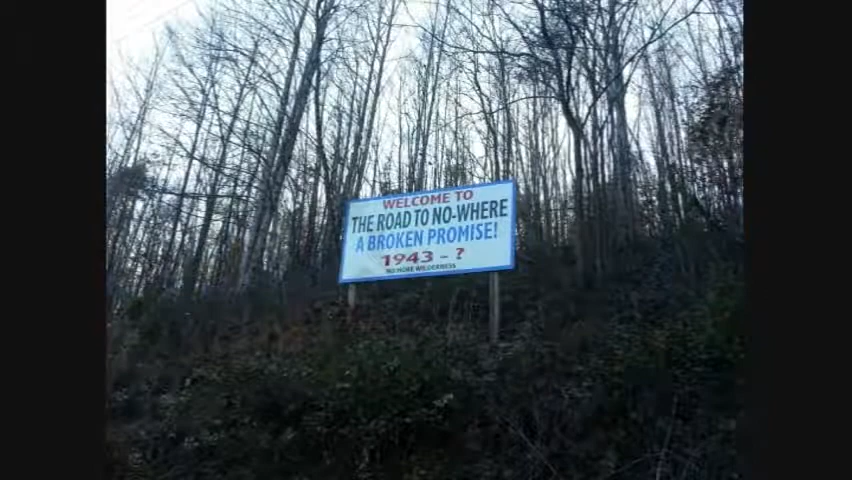 WELCOME TO
THE ROAD TO NO-WHERE
A BROKEN PROMISE!
1943 - ?
NO MORE WILDERNESS